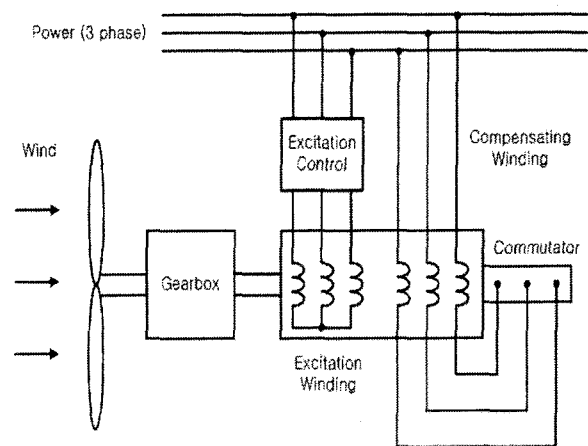 Power (3 phase)
Excitation
Control
Compensating
Winding
Wind
Commutator
Gearbox
Excitation
Winding